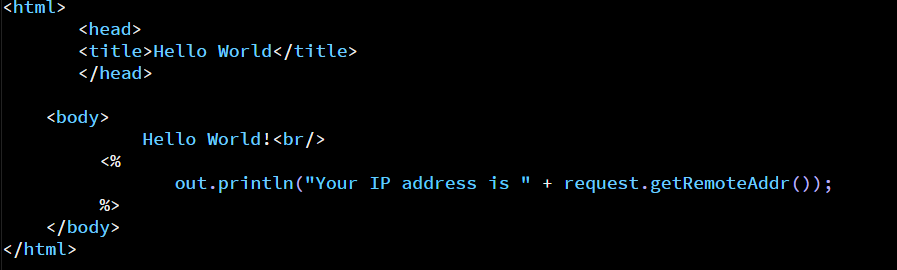 <html>
<head>
<title>Hello World</title>
</head>
<body>
Hello World!<br/>
<%
out.println("Your IP address is " + request.getRemoteAddr());
%>
</body>
</html>